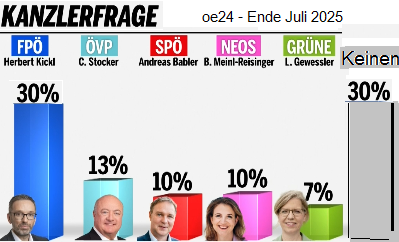 KANZLERFRAGE
oe24 - Ende Juli 2025
FPÖ
Herbert Kickl
ÖVP
C. Stocker
SPÖ
Andreas Babler
NEOS
B. Meinl-Reisinger
GRÜNE
L. Gewessler
Keinen
30%
13%
10%
10%
7%
30%